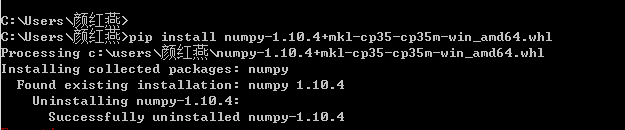 C:\Users\颜红燕>
C:\Users\颜红燕>pip install numpy-1.10.4+mkl-cp35-cp35m-win_amd64.whl
Processing c:\users\颜红燕\numpy-1.10.4+mkl-cp35-cp35m-win_amd64.whl
Installing collected packages: numpy
  Found existing installation: numpy 1.10.4
    Uninstalling numpy-1.10.4:
      Successfully uninstalled numpy-1.10.4